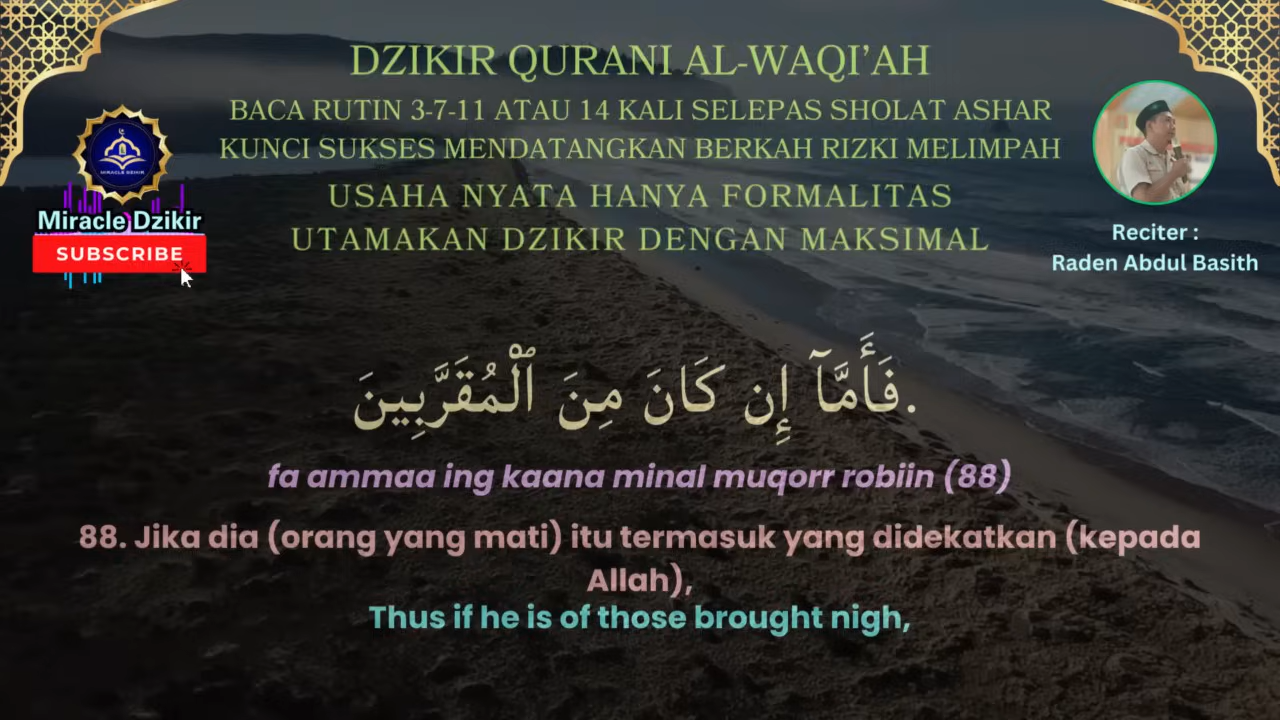 DZIKIR QURANI AL-WAQI'AH
BACA RUTIN 3-7-11 ATAU 14 KALI SELEPAS SHOLAT ASHAR
KUNCI SUKSES MENDATANGKAN BERKAH RIZKI MELIMPAH
USAHA NYATA HANYA FORMALITAS
UTAMAKAN DZIKIR DENGAN MAKSIMAL
MIRACLE DZIKIR
Miracle Dzikir
SUBSCRIBE
Reciter :
Raden Abdul Basith
فَأَمَّآ إِن كَانَ مِنَ ٱلْمُقَرَّبِينَ.
fa ammaa ing kaana minal muqorr robiin (88)
88. Jika dia (orang yang mati) itu termasuk yang didekatkan (kepada
Allah),
Thus if he is of those brought nigh,